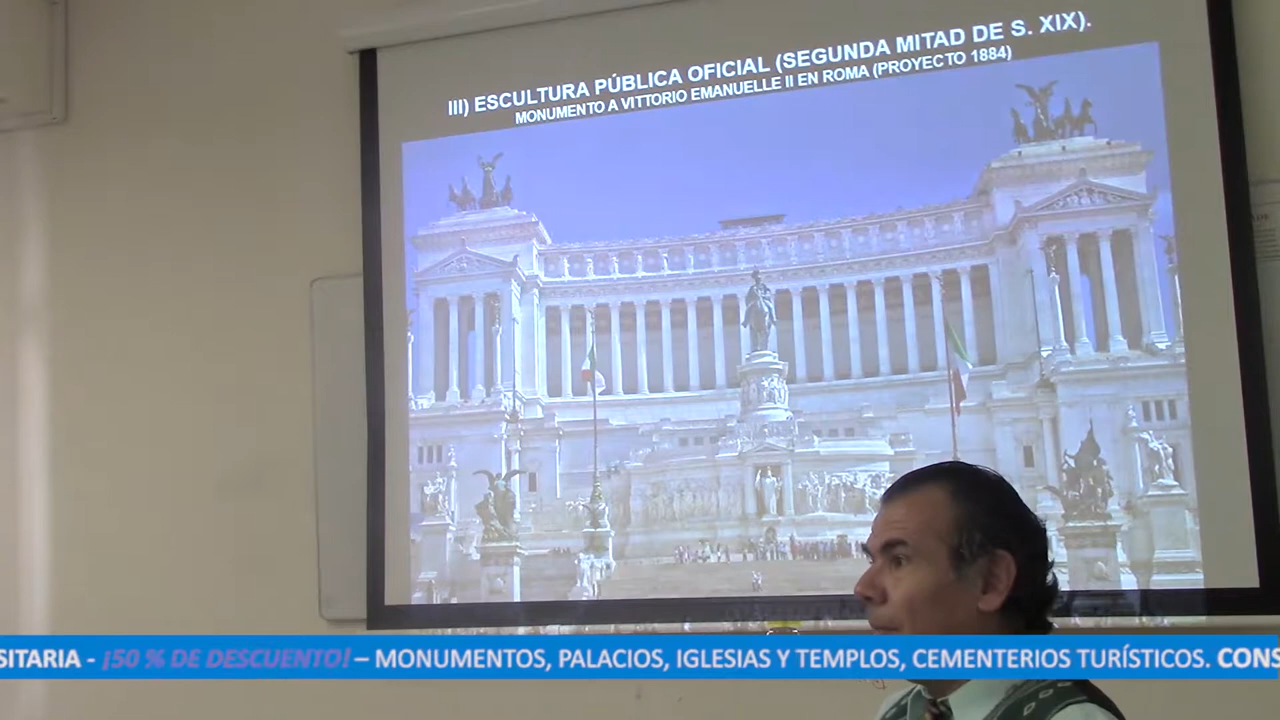 III) ESCULTURA PÚBLICA OFICIAL (SEGUNDA MITAD DE S. XIX).
MONUMENTO A VITTORIO EMANUELLE II EN ROMA (PROYECTO 1884)
SITARIA - ¡50 % DE DESCUENTO! – MONUMENTOS, PALACIOS, IGLESIAS Y TEMPLOS, CEMENTERIOS TURÍSTICOS. CONS